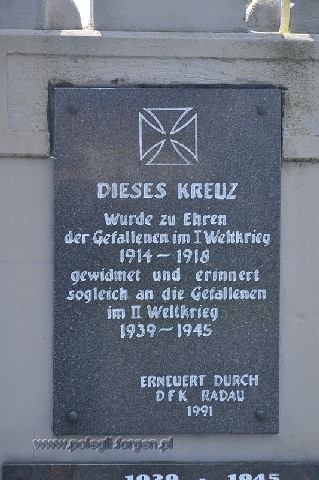 DIESES KREUZ
Wurde zu Ehren
der Gefallenen im I Weltkrieg
1914 — 1918
gewidmet und erinnert
sogleich an die Gefallenen
im II Weltkrieg
1939 — 1945
ERNEUERT DURCH
DFK RADAU
1991
www.polegli.forgen.pl
1939 - 1945